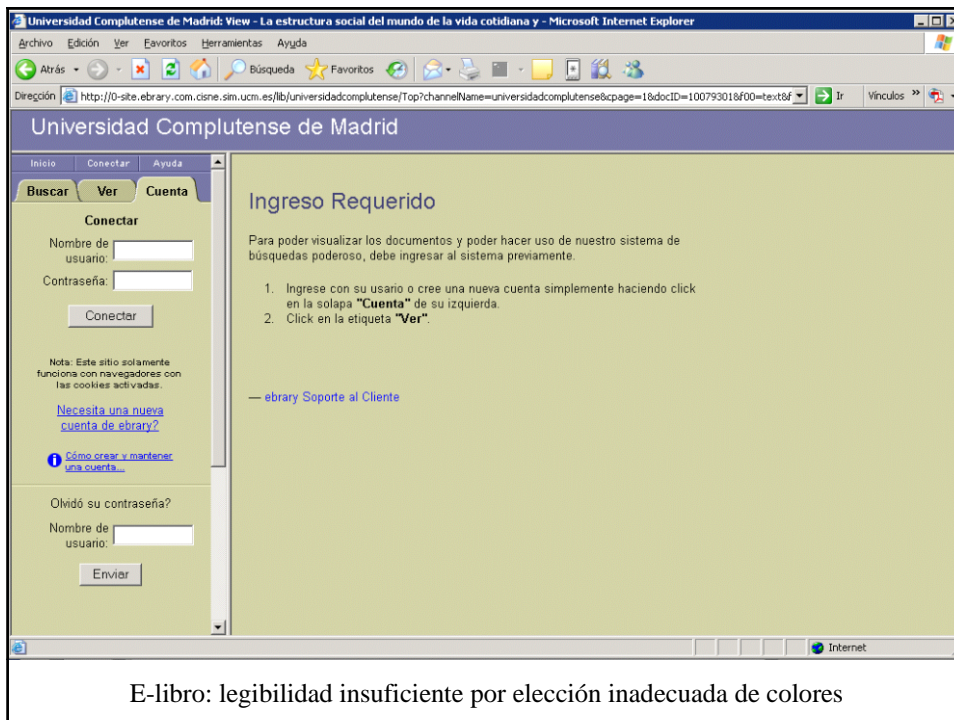 Universidad Complutense de Madrid: View - La estructura social del mundo de la vida cotidiana y - Microsoft Internet Explorer
Archivo Edición Ver Favoritos Herramientas Ayuda
Atrás Búsqueda Favoritos
Dirección http://0-site.ebrary.com.cisne.sim.ucm.es/lib/universidadcomplutense/Top?channelName=universidadcomplutense&cpage=1&docID=10079301&f00=text&f Ir Vínculos »
Universidad Complutense de Madrid
Inicio Conectar Ayuda
Buscar Ver Cuenta
Conectar
Nombre de
usuario:
Contraseña:
Conectar
Nota: Este sitio solamente
funciona con navegadores con
las cookies activadas.
Necesita una nueva
cuenta de ebrary?
Cómo crear y mantener
una cuenta...
Olvidó su contraseña?
Nombre de
usuario:
Enviar
Ingreso Requerido
Para poder visualizar los documentos y poder hacer uso de nuestro sistema de
búsquedas poderoso, debe ingresar al sistema previamente.
1. Ingrese con su usario o cree una nueva cuenta simplemente haciendo click
en la solapa "Cuenta" de su izquierda.
2. Click en la etiqueta "Ver".
— ebrary Soporte al Cliente
Internet
E-libro: legibilidad insuficiente por elección inadecuada de colores